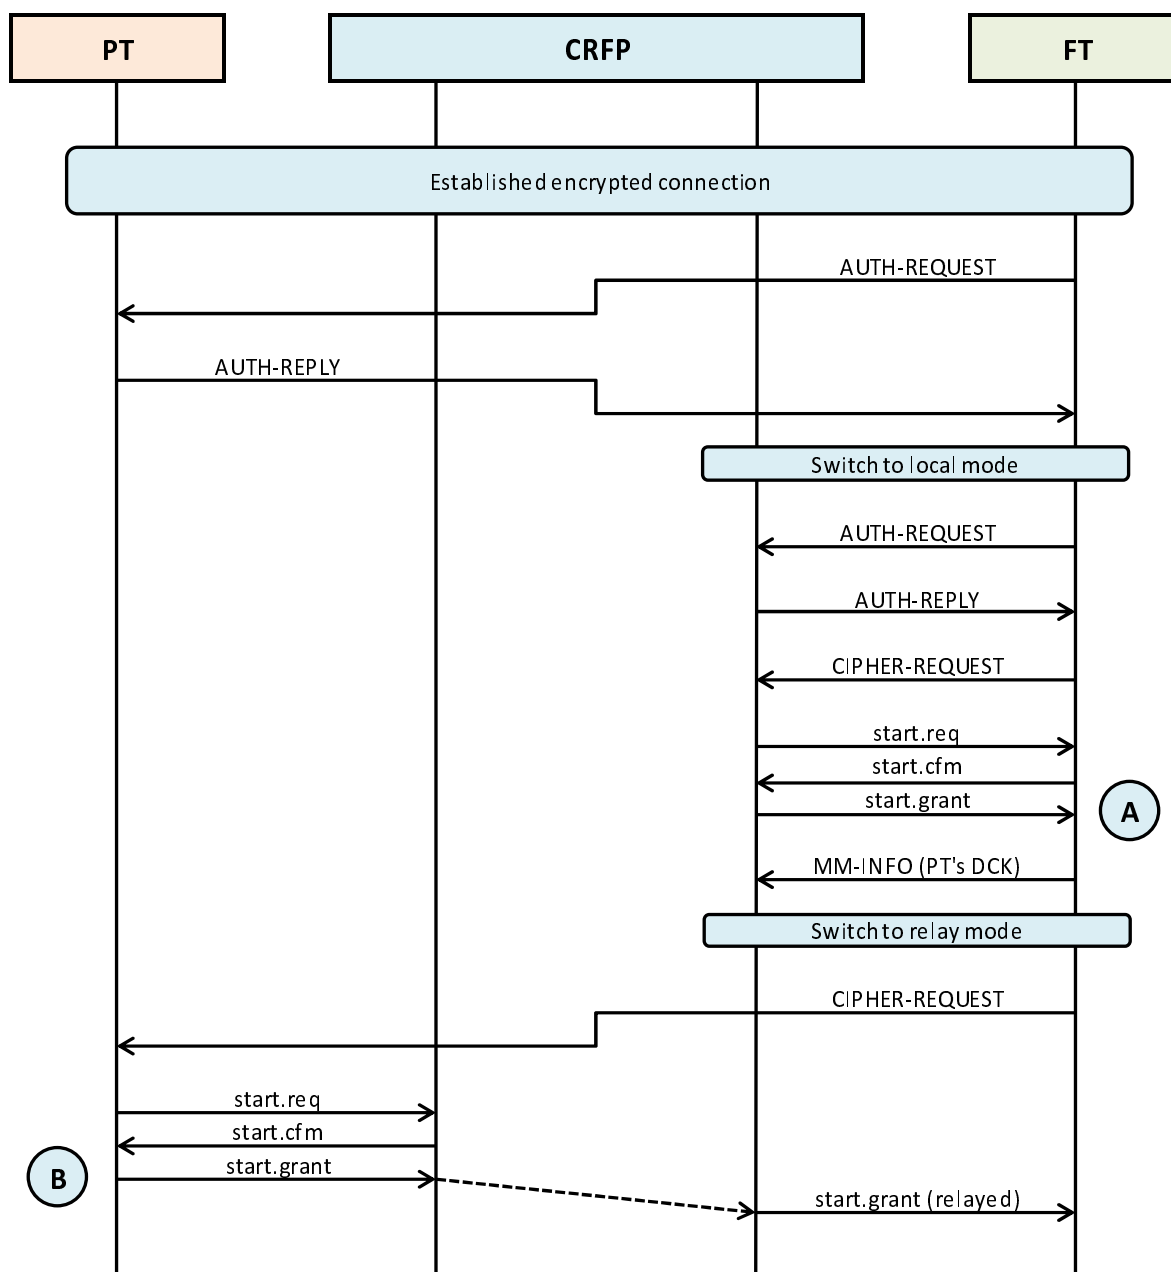 PT
CRFP
FT
Established encrypted connection
AUTH-REQUEST
AUTH-REPLY
Switch to local mode
AUTH-REQUEST
AUTH-REPLY
CIPHER-REQUEST
start.req
start.cfm
start.grant
A
MM-INFO (PT's DCK)
Switch to relay mode
CIPHER-REQUEST
start.req
start.cfm
start.grant
B
start.grant (relayed)